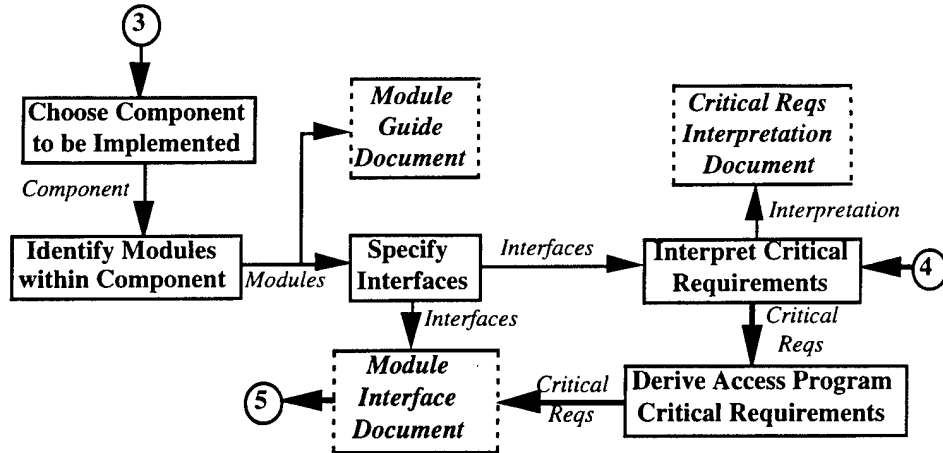 3
Choose Component
to be Implemented
Module
Guide
Document
Critical Reqs
Interpretation
Document
Component
Interpretation
Identify Modules
within Component
Modules
Specify
Interfaces
Interfaces
Interpret Critical
Requirements
4
Interfaces
Critical
Reqs
5
Module
Interface
Document
Critical
Reqs
Derive Access Program
Critical Requirements